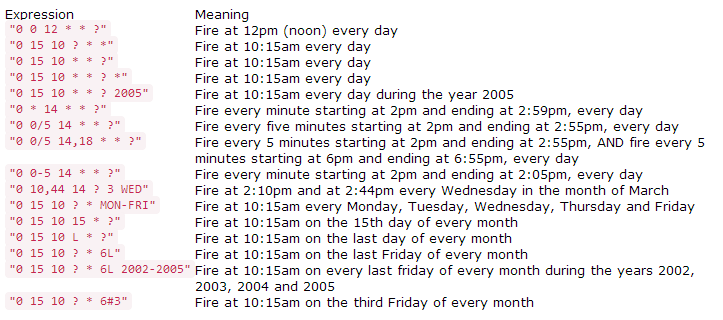 Expression Meaning
"0 0 12 * * ?" Fire at 12pm (noon) every day
"0 15 10 ? * *" Fire at 10:15am every day
"0 15 10 * * ?" Fire at 10:15am every day
"0 15 10 * * ? *" Fire at 10:15am every day
"0 15 10 * * ? 2005" Fire at 10:15am every day during the year 2005
"0 * 14 * * ?" Fire every minute starting at 2pm and ending at 2:59pm, every day
"0 0/5 14 * * ?" Fire every five minutes starting at 2pm and ending at 2:55pm, every day
"0 0/5 14,18 * * ?" Fire every 5 minutes starting at 2pm and ending at 2:55pm, AND fire every 5
minutes starting at 6pm and ending at 6:55pm, every day
"0 0-5 14 * * ?" Fire every minute starting at 2pm and ending at 2:05pm, every day
"0 10,44 14 ? 3 WED" Fire at 2:10pm and at 2:44pm every Wednesday in the month of March
"0 15 10 ? * MON-FRI" Fire at 10:15am every Monday, Tuesday, Wednesday, Thursday and Friday
"0 15 10 15 * ?" Fire at 10:15am on the 15th day of every month
"0 15 10 L * ?" Fire at 10:15am on the last day of every month
"0 15 10 ? * 6L" Fire at 10:15am on the last Friday of every month
"0 15 10 ? * 6L 2002-2005" Fire at 10:15am on every last friday of every month during the years 2002,
2003, 2004 and 2005
"0 15 10 ? * 6#3" Fire at 10:15am on the third Friday of every month